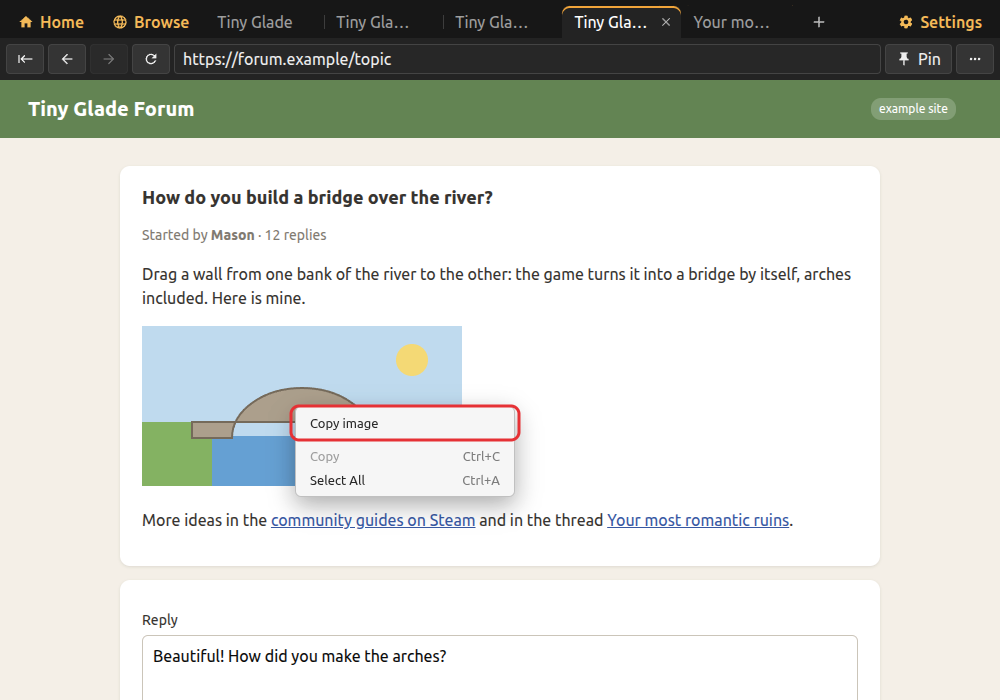 Home
Browse
Tiny Glade
Tiny Gla...
Tiny Gla...
Tiny Gla...
Your mo...
Settings
https://forum.example/topic
Pin
Tiny Glade Forum
example site
How do you build a bridge over the river?
Started by Mason · 12 replies
Drag a wall from one bank of the river to the other: the game turns it into a bridge by itself, arches
included. Here is mine.
Copy image
Copy Ctrl+C
Select All Ctrl+A
More ideas in the community guides on Steam and in the thread Your most romantic ruins.
Reply
Beautiful! How did you make the arches?